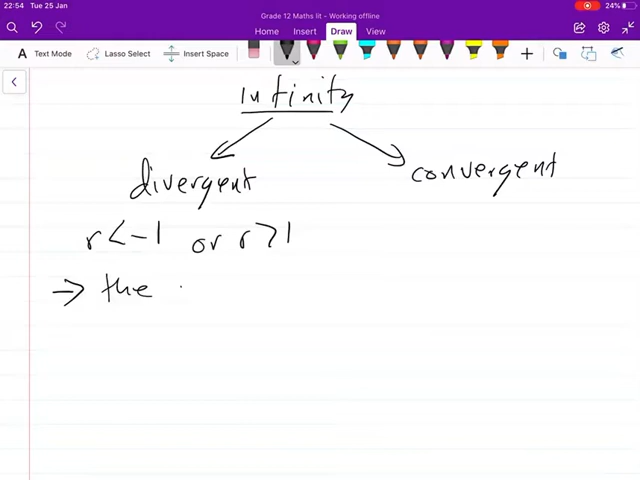 22:54 Tue 25 Jan
24%
Grade 12 Maths lit - Working offline
Home Insert Draw View
A Text Mode Lasso Select Insert Space
infinity
divergent convergent
r < -1 or r > 1
⇒ the